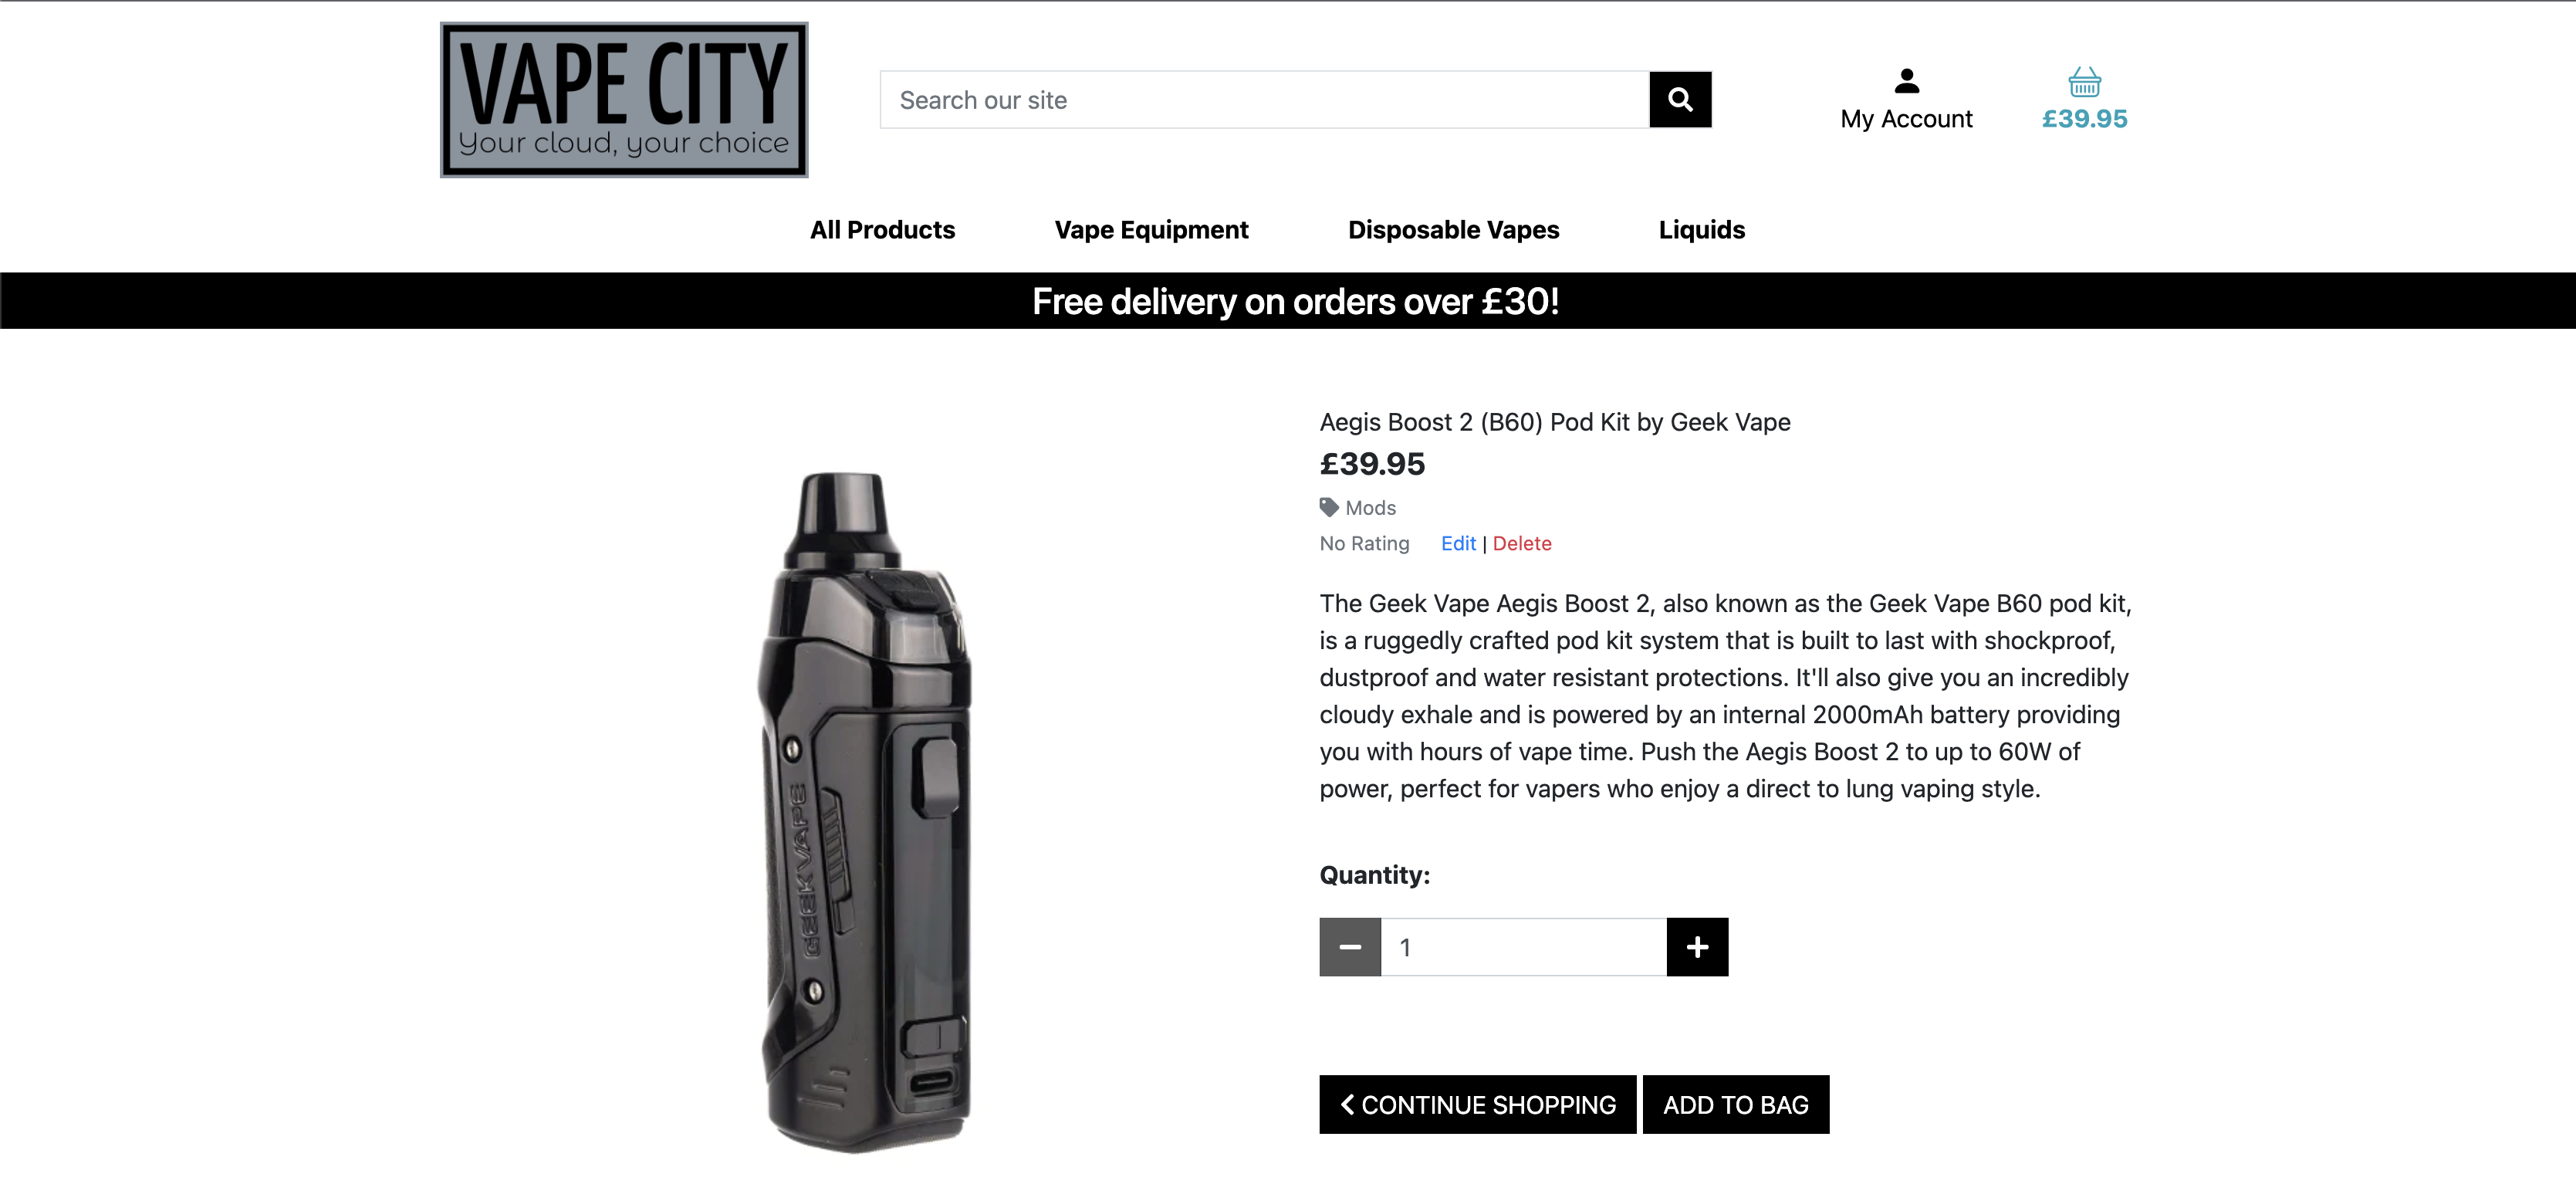 VAPE CITY
Your cloud, your choice
Search our site
My Account
£39.95
All Products
Vape Equipment
Disposable Vapes
Liquids
Free delivery on orders over £30!
Aegis Boost 2 (B60) Pod Kit by Geek Vape
£39.95
Mods
No Rating Edit | Delete
The Geek Vape Aegis Boost 2, also known as the Geek Vape B60 pod kit,
is a ruggedly crafted pod kit system that is built to last with shockproof,
dustproof and water resistant protections. It'll also give you an incredibly
cloudy exhale and is powered by an internal 2000mAh battery providing
you with hours of vape time. Push the Aegis Boost 2 to up to 60W of
power, perfect for vapers who enjoy a direct to lung vaping style.
GEEKVAPE
Quantity:
1
CONTINUE SHOPPING
ADD TO BAG